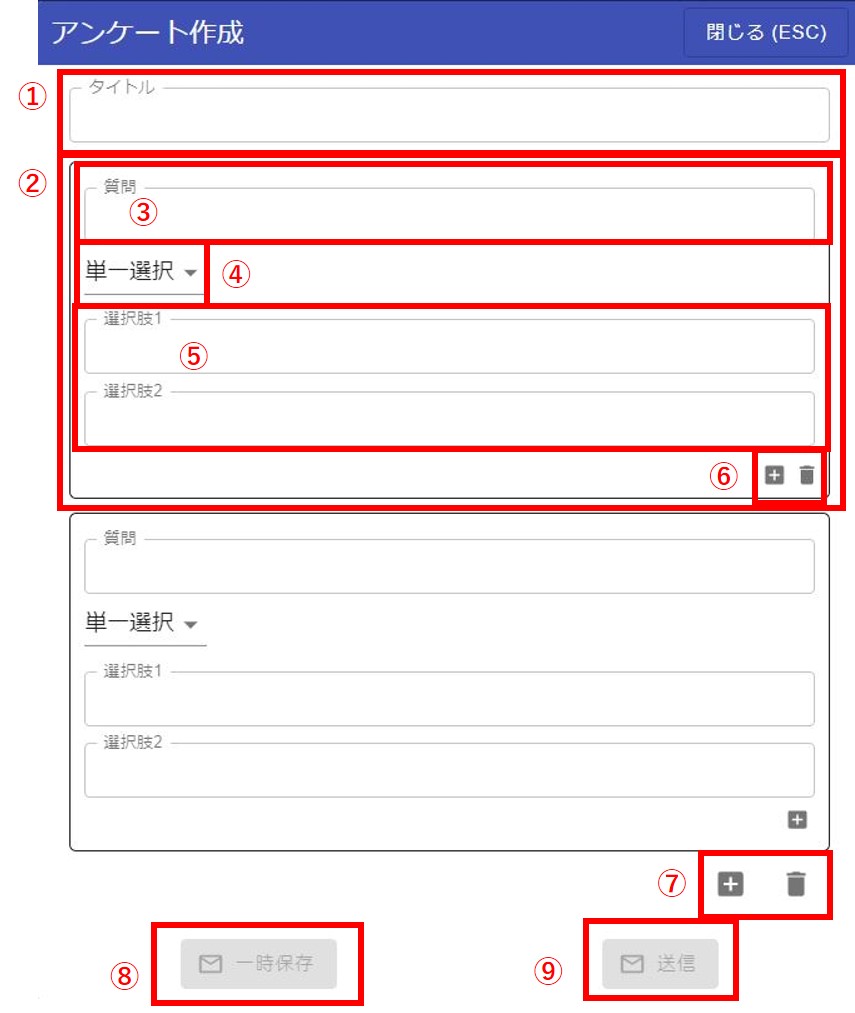 アンケート作成 閉じる (ESC)
① タイトル
② 質問
③
単一選択 ④
選択肢1
⑤
選択肢2
⑥
質問
単一選択
選択肢1
選択肢2
⑦
⑧ 一時保存 ⑨ 送信